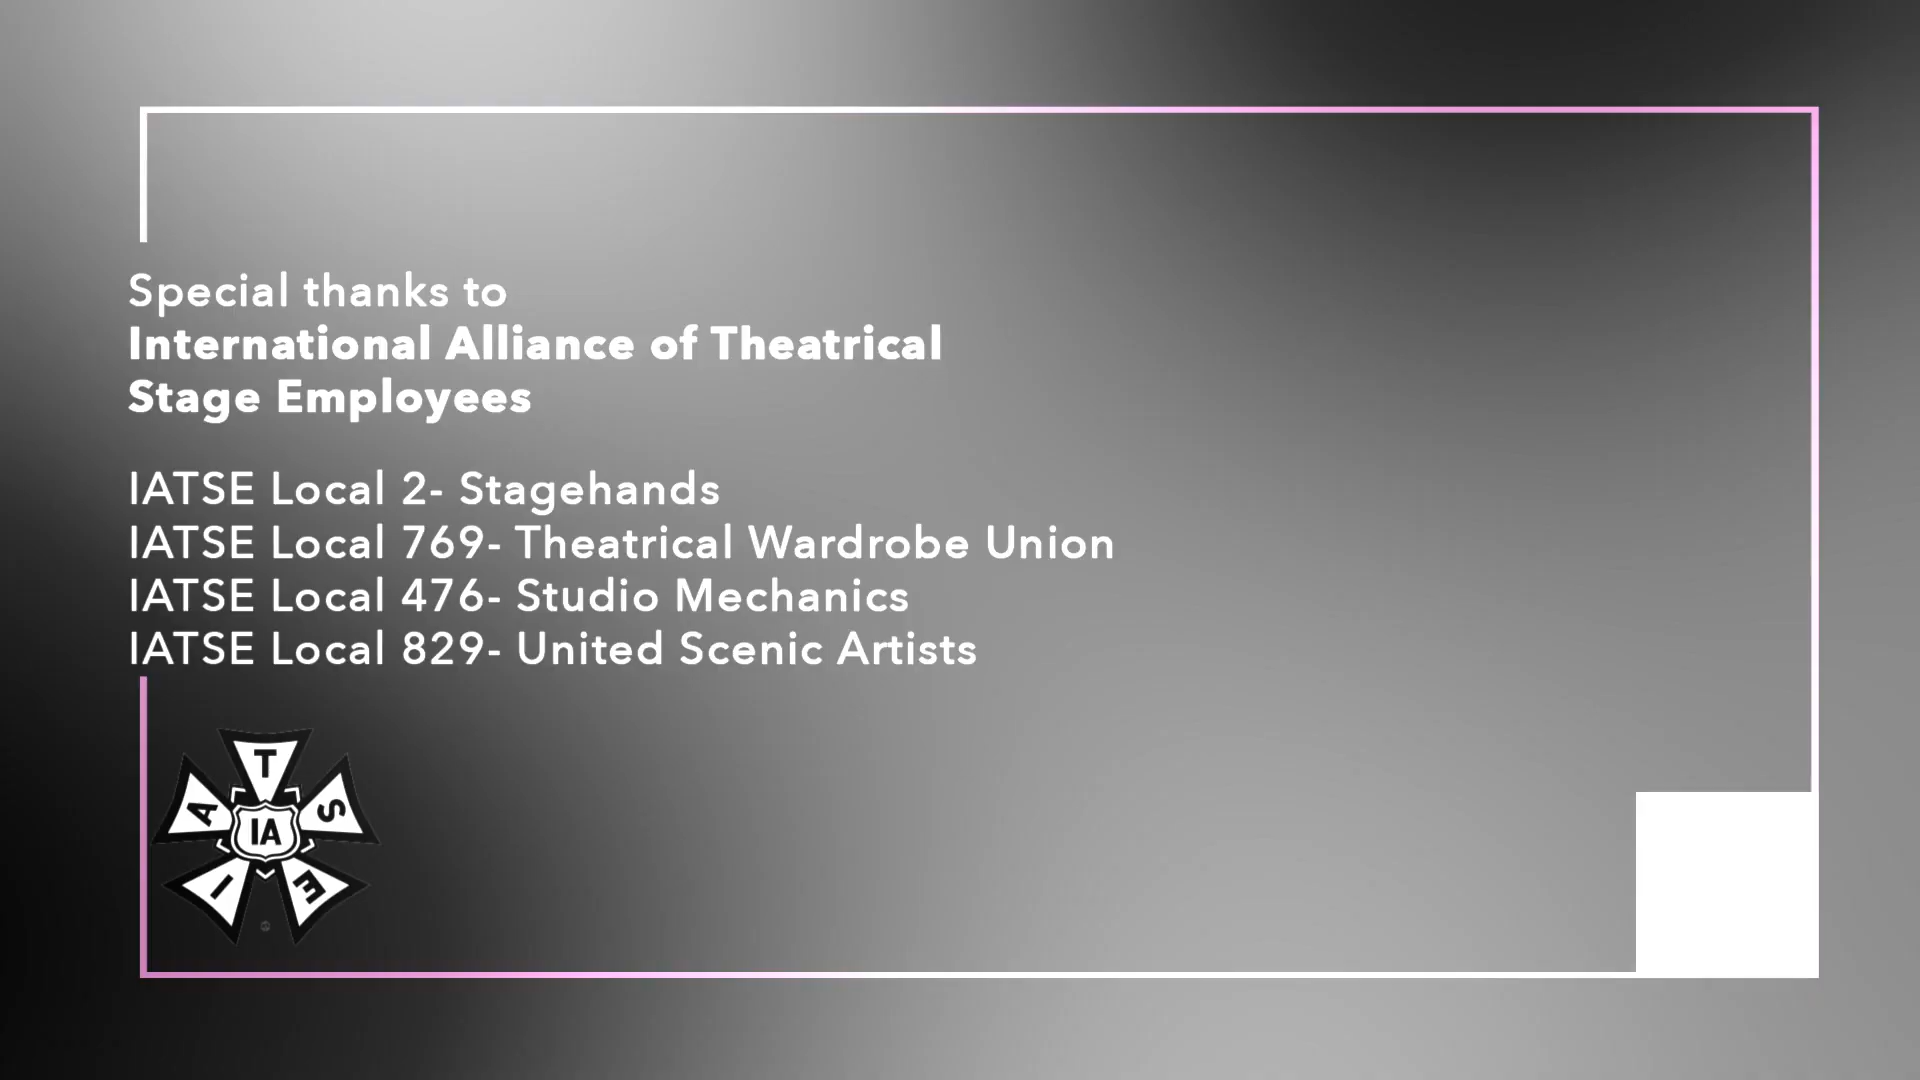 Special thanks to
International Alliance of Theatrical
Stage Employees
IATSE Local 2- Stagehands
IATSE Local 769- Theatrical Wardrobe Union
IATSE Local 476- Studio Mechanics
IATSE Local 829- United Scenic Artists
I A T S E
IA